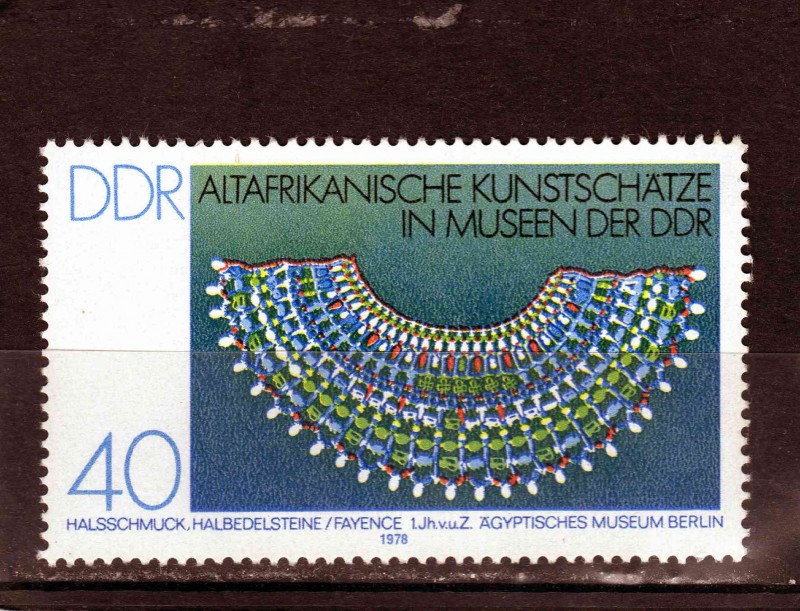 DDR
ALTAFRIKANISCHE KUNSTSCHÄTZE
IN MUSEEN DER DDR
40
HALSSCHMUCK, HALBEDELSTEINE/FAYENCE 1.Jh.v.u.Z. ÄGYPTISCHES MUSEUM BERLIN
1978